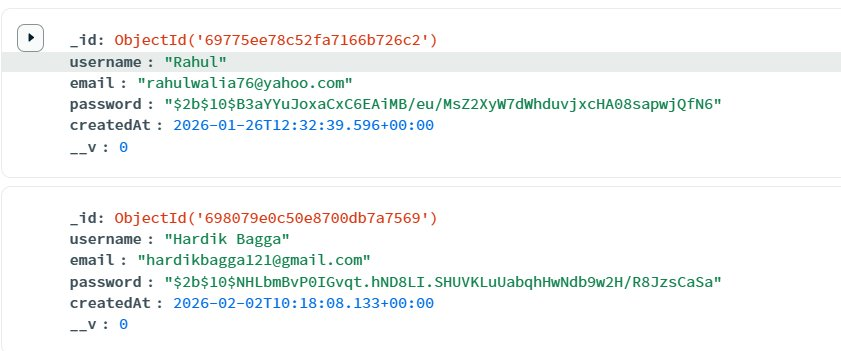 _id: ObjectId('69775ee78c52fa7166b726c2')
username : "Rahul"
email : "rahulwalia76@yahoo.com"
password : "$2b$10$B3aYYuJoxaCxC6EAiMB/eu/MsZ2XyW7dWhduvjxcHA08sapwjQfN6"
createdAt : 2026-01-26T12:32:39.596+00:00
__v : 0
_id: ObjectId('698079e0c50e8700db7a7569')
username : "Hardik Bagga"
email : "hardikbagga121@gmail.com"
password : "$2b$10$NHLbmBvP0IGvqt.hND8LI.SHUVKLuUabqhHwNdb9w2H/R8JzsCaSa"
createdAt : 2026-02-02T10:18:08.133+00:00
__v : 0